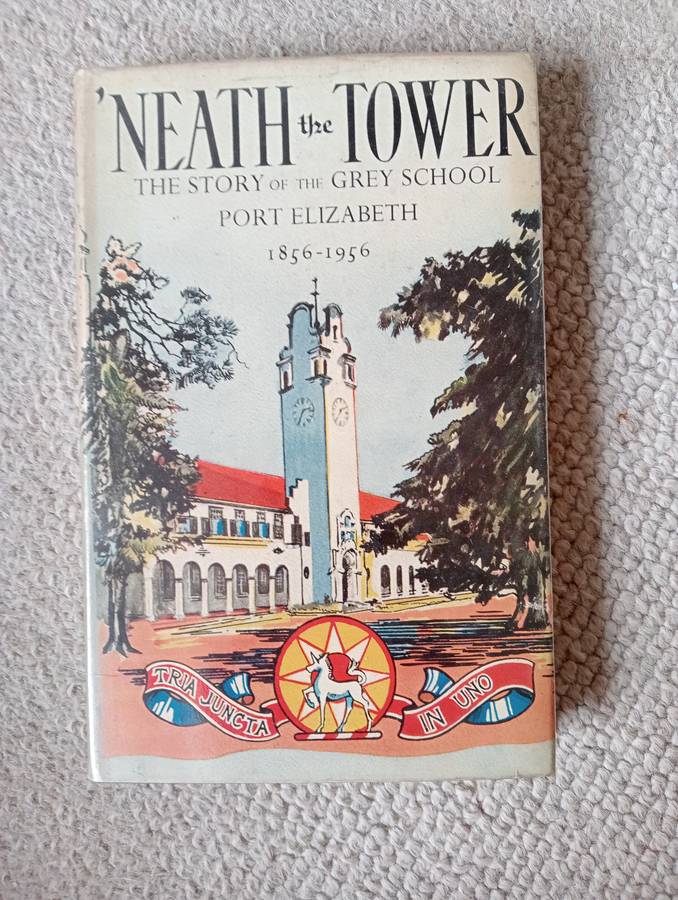 'NEATH the TOWER
THE STORY OF THE GREY SCHOOL
PORT ELIZABETH
1856-1956
TRIA JUNCTA IN UNO